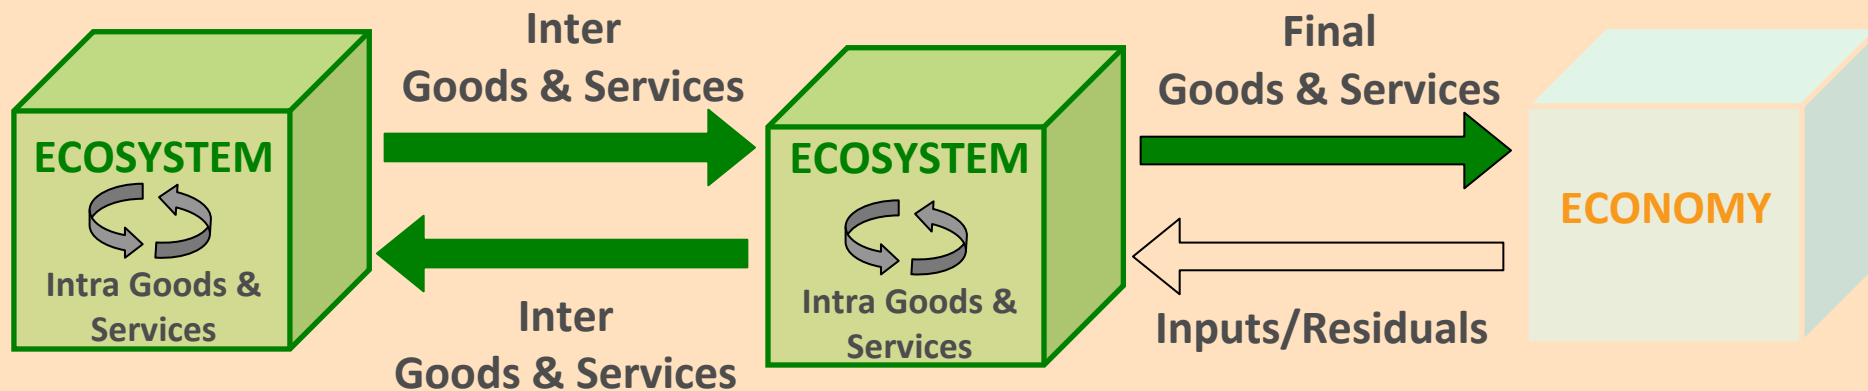 ECOSYSTEM
Intra Goods &
Services
Inter
Goods & Services
Inter
Goods & Services
ECOSYSTEM
Intra Goods &
Services
Final
Goods & Services
Inputs/Residuals
ECONOMY